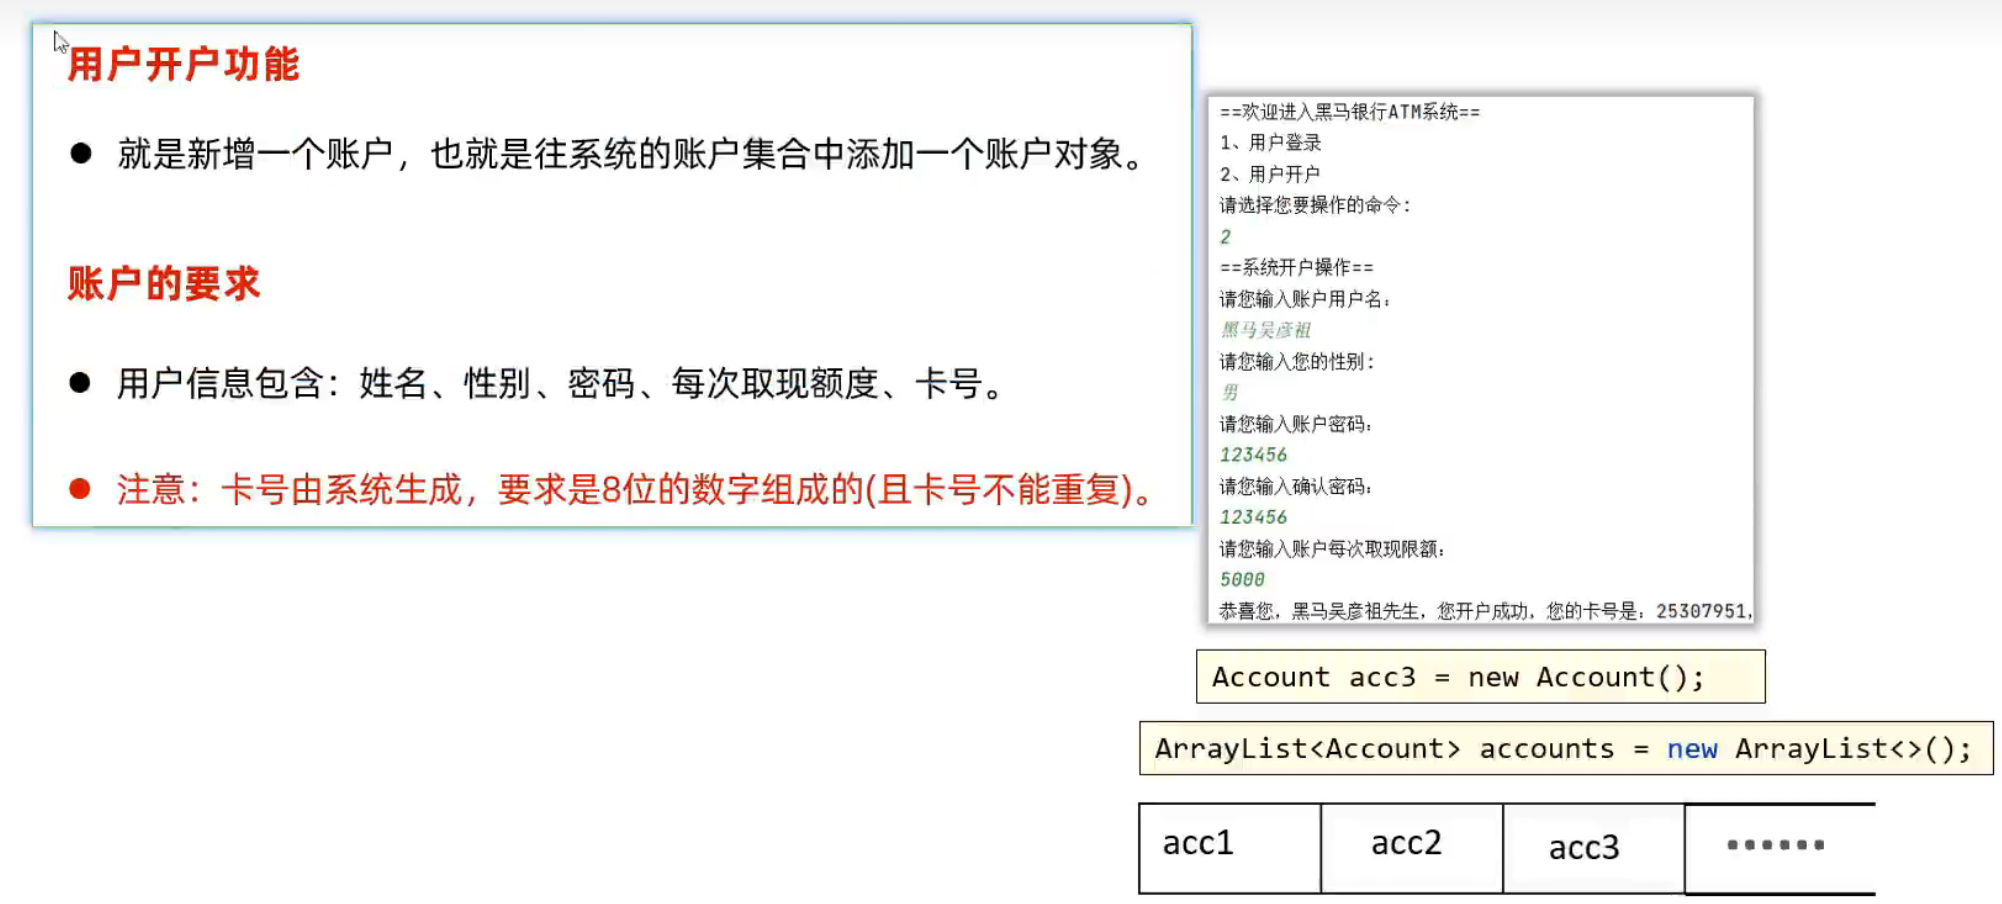 用户开户功能
● 就是新增一个账户，也就是往系统的账户集合中添加一个账户对象。
账户的要求
● 用户信息包含：姓名、性别、密码、每次取现额度、卡号。
● 注意：卡号由系统生成，要求是8位的数字组成的(且卡号不能重复)。
==欢迎进入黑马银行ATM系统==
1、用户登录
2、用户开户
请选择您要操作的命令：
2
==系统开户操作==
请您输入账户用户名：
黑马吴彦祖
请您输入您的性别：
男
请您输入账户密码：
123456
请您输入确认密码：
123456
请您输入账户每次取现限额：
5000
恭喜您，黑马吴彦祖先生，您开户成功，您的卡号是：25307951，
Account acc3 = new Account();
ArrayList<Account> accounts = new ArrayList<>();
acc1 acc2 acc3 ······